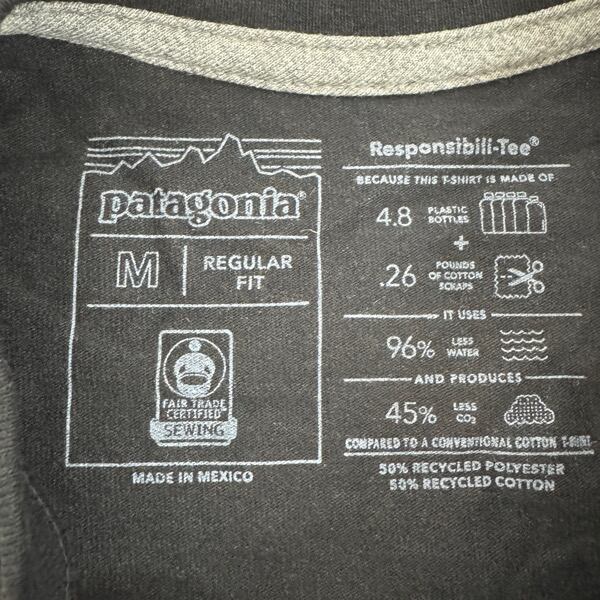 patagonia®
M
REGULAR
FIT
FAIR TRADE
CERTIFIED
SEWING
MADE IN MEXICO
Responsibili-Tee®
BECAUSE THIS T-SHIRT IS MADE OF
4.8 PLASTIC
BOTTLES
+
.26 POUNDS
OF COTTON
SCRAPS
IT USES
96% LESS
WATER
AND PRODUCES
45% LESS
CO₂
COMPARED TO A CONVENTIONAL COTTON T-SHIRT
50% RECYCLED POLYESTER
50% RECYCLED COTTON